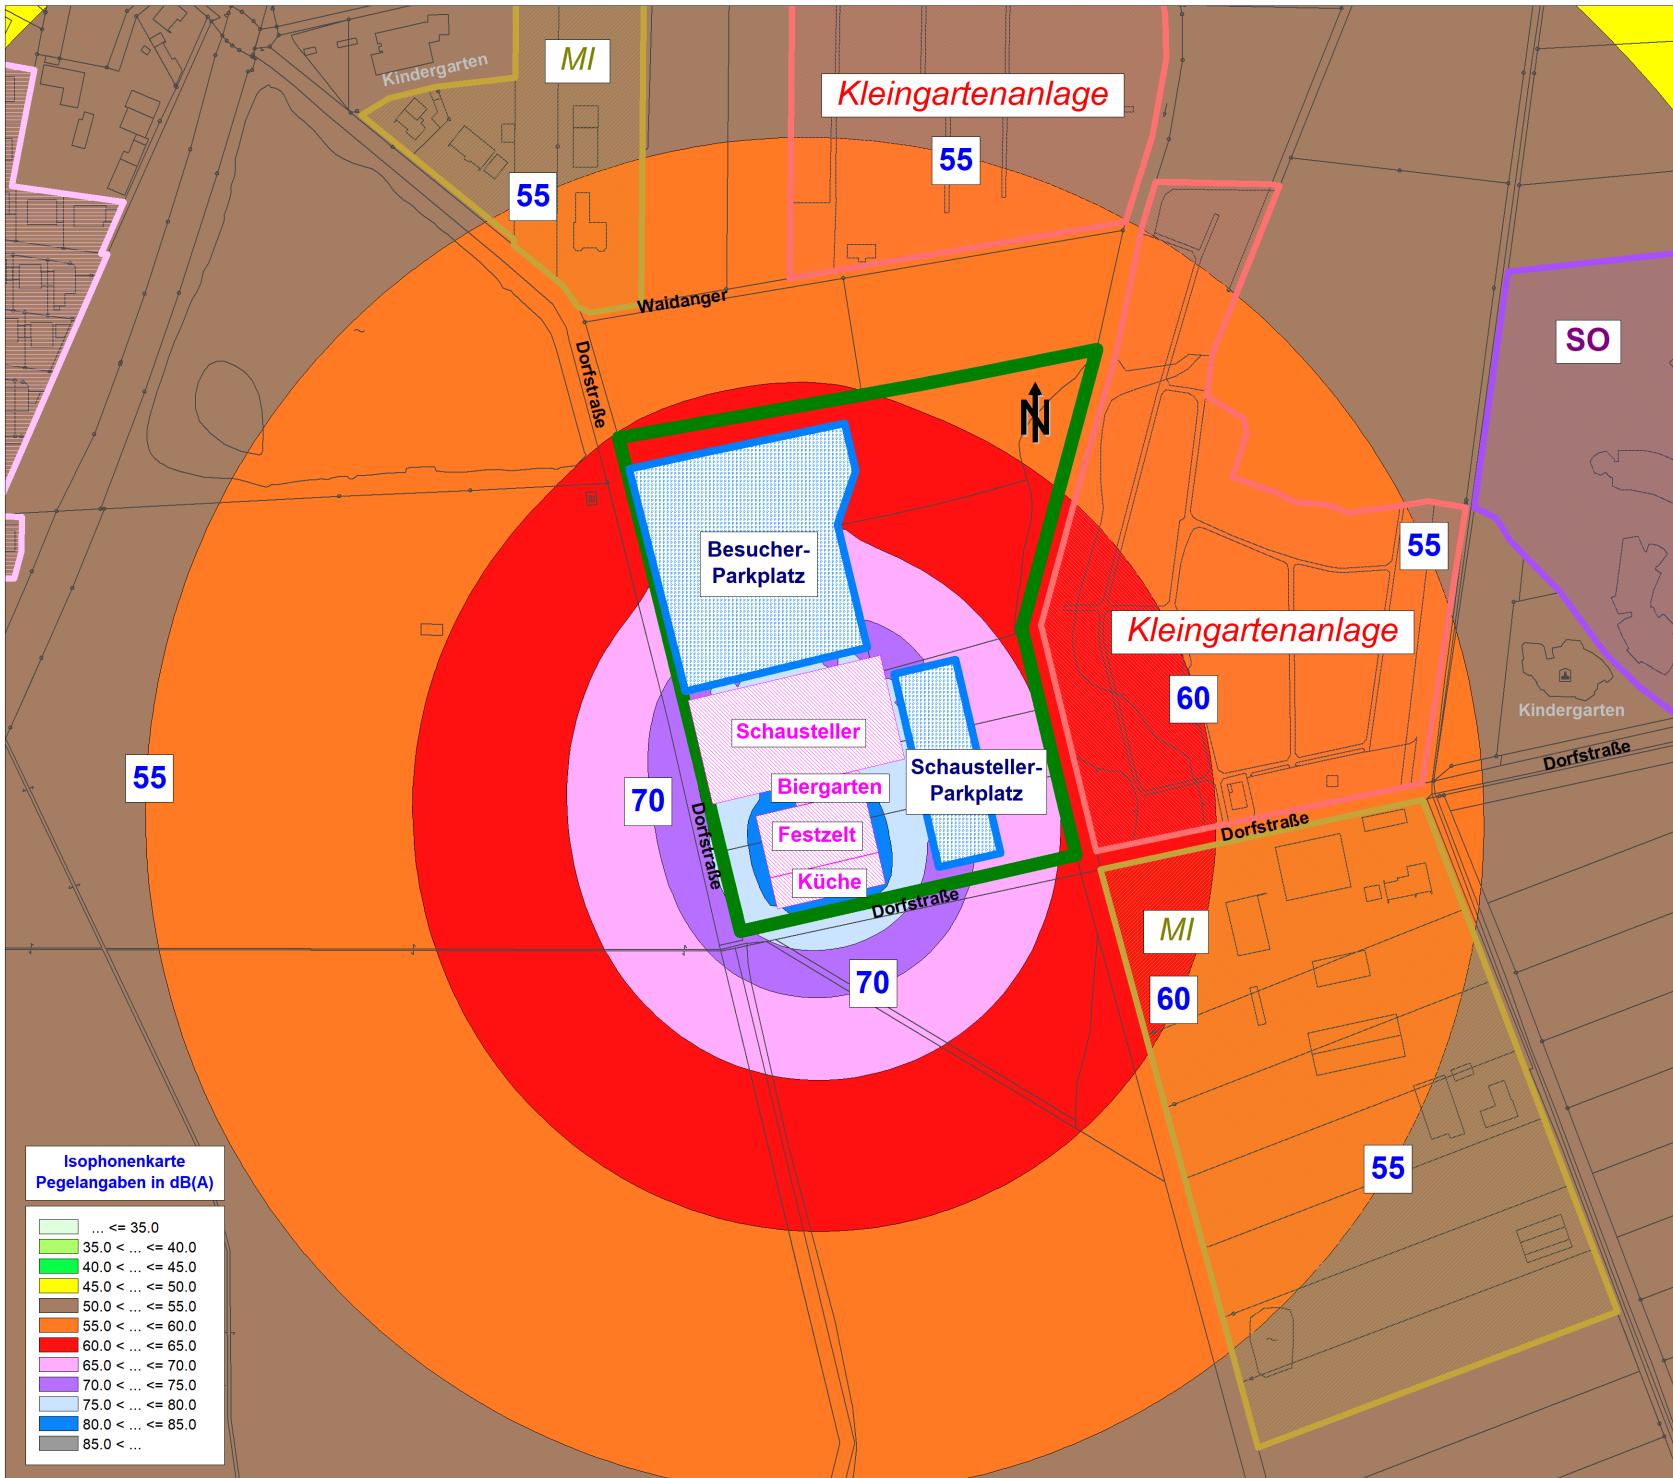 MI
Kindergarten
Kleingartenanlage
55
55
Waidanger
Dorfstraße
N
SO
Besucher-
Parkplatz
55
Kleingartenanlage
60
Kindergarten
Schausteller
Dorfstraße
Schausteller-
Parkplatz
55
70
Biergarten
Dorfstraße
Festzelt
Dorfstraße
Küche
Dorfstraße
MI
70
60
55
Isophonenkarte
Pegelangaben in dB(A)
... <= 35.0
35.0 < ... <= 40.0
40.0 < ... <= 45.0
45.0 < ... <= 50.0
50.0 < ... <= 55.0
55.0 < ... <= 60.0
60.0 < ... <= 65.0
65.0 < ... <= 70.0
70.0 < ... <= 75.0
75.0 < ... <= 80.0
80.0 < ... <= 85.0
85.0 < ...